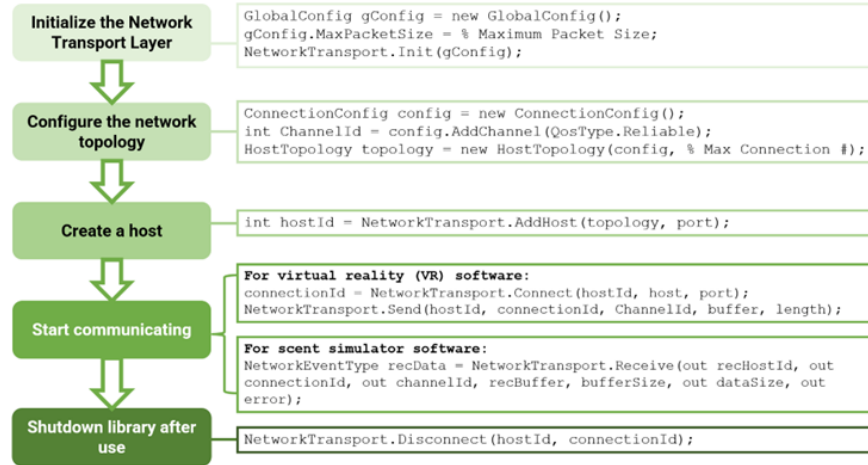 Initialize the Network
Transport Layer
GlobalConfig gConfig = new GlobalConfig();
gConfig.MaxPacketSize = % Maximum Packet Size;
NetworkTransport.Init(gConfig);
Configure the network
topology
ConnectionConfig config = new ConnectionConfig();
int ChannelId = config.AddChannel(QosType.Reliable);
HostTopology topology = new HostTopology(config, % Max Connection #);
Create a host
int hostId = NetworkTransport.AddHost(topology, port);
Start communicating
For virtual reality (VR) software:
connectionId = NetworkTransport.Connect(hostId, host, port);
NetworkTransport.Send(hostId, connectionId, ChannelId, buffer, length);
For scent simulator software:
NetworkEventType recData = NetworkTransport.Receive(out recHostId, out
connectionId, out channelId, recBuffer, bufferSize, out dataSize, out
error);
Shutdown library after
use
NetworkTransport.Disconnect(hostId, connectionId);